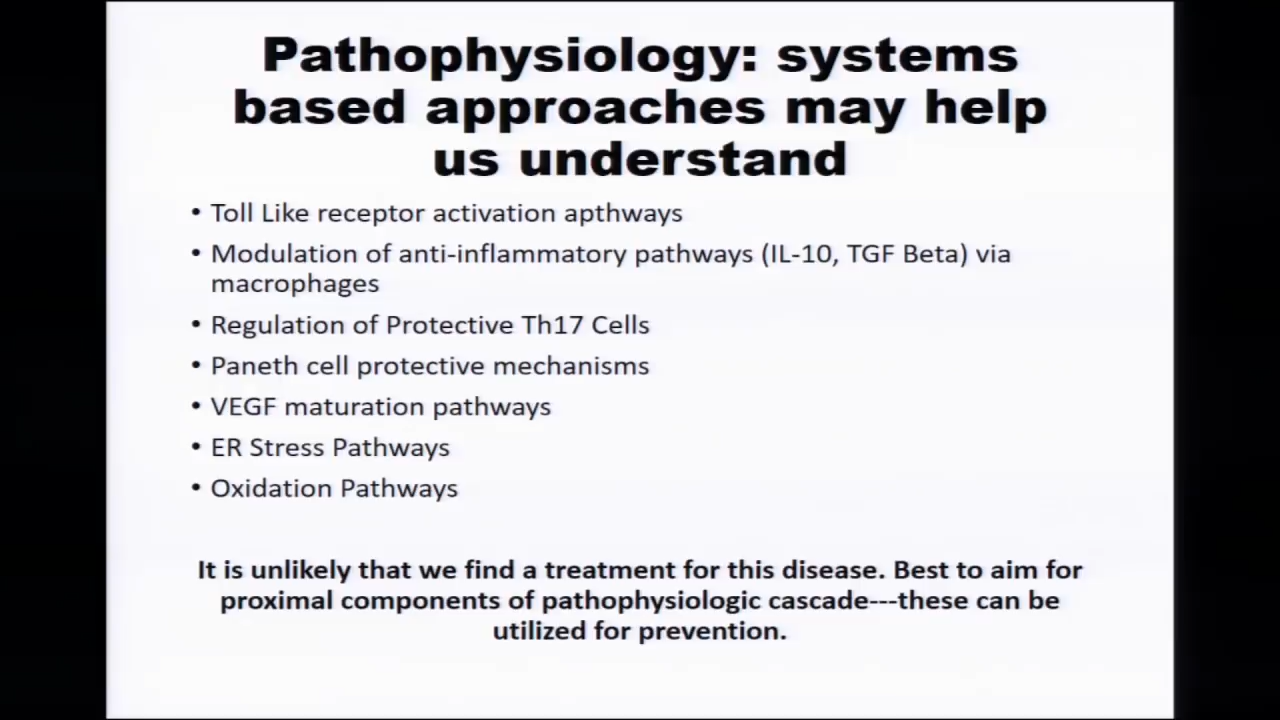 Pathophysiology: systems
based approaches may help
us understand
• Toll Like receptor activation apthways
• Modulation of anti-inflammatory pathways (IL-10, TGF Beta) via
macrophages
• Regulation of Protective Th17 Cells
• Paneth cell protective mechanisms
• VEGF maturation pathways
• ER Stress Pathways
• Oxidation Pathways
It is unlikely that we find a treatment for this disease. Best to aim for
proximal components of pathophysiologic cascade---these can be
utilized for prevention.